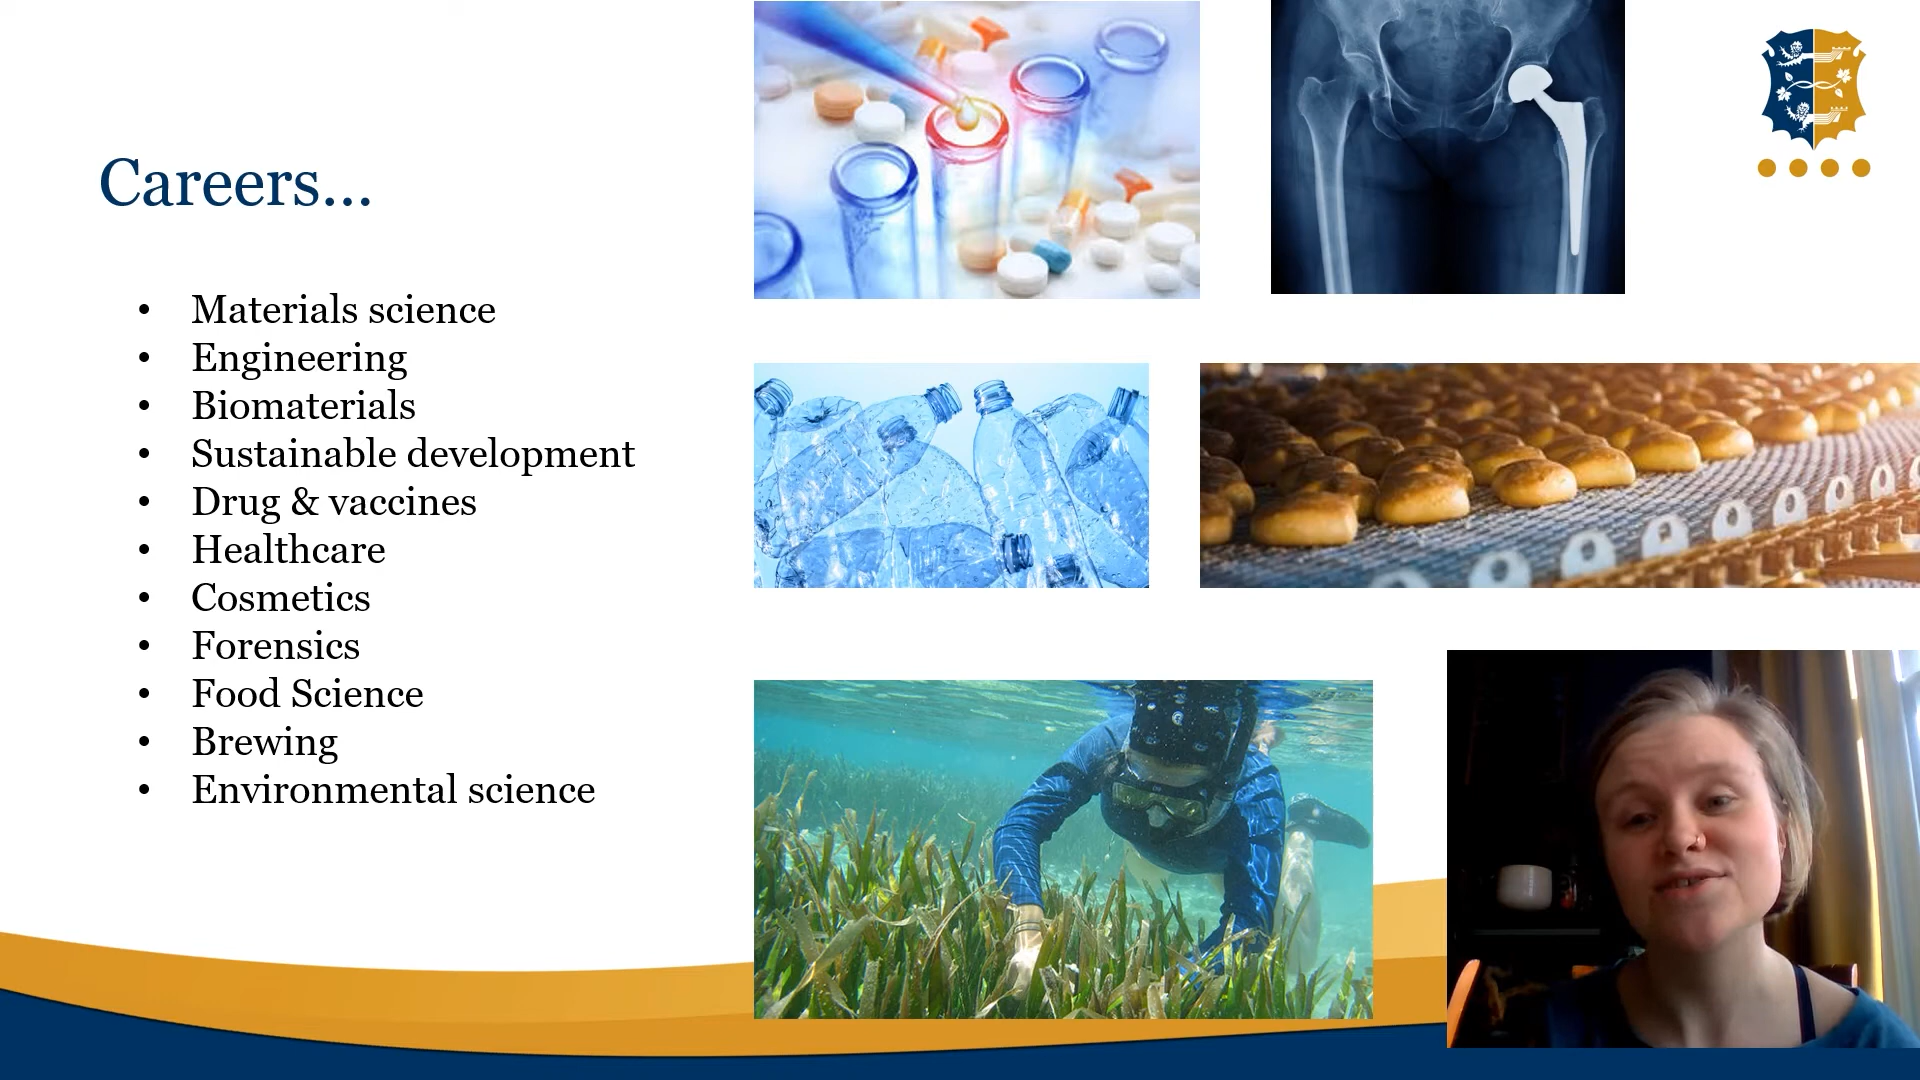 Careers...
• Materials science
• Engineering
• Biomaterials
• Sustainable development
• Drug & vaccines
• Healthcare
• Cosmetics
• Forensics
• Food Science
• Brewing
• Environmental science